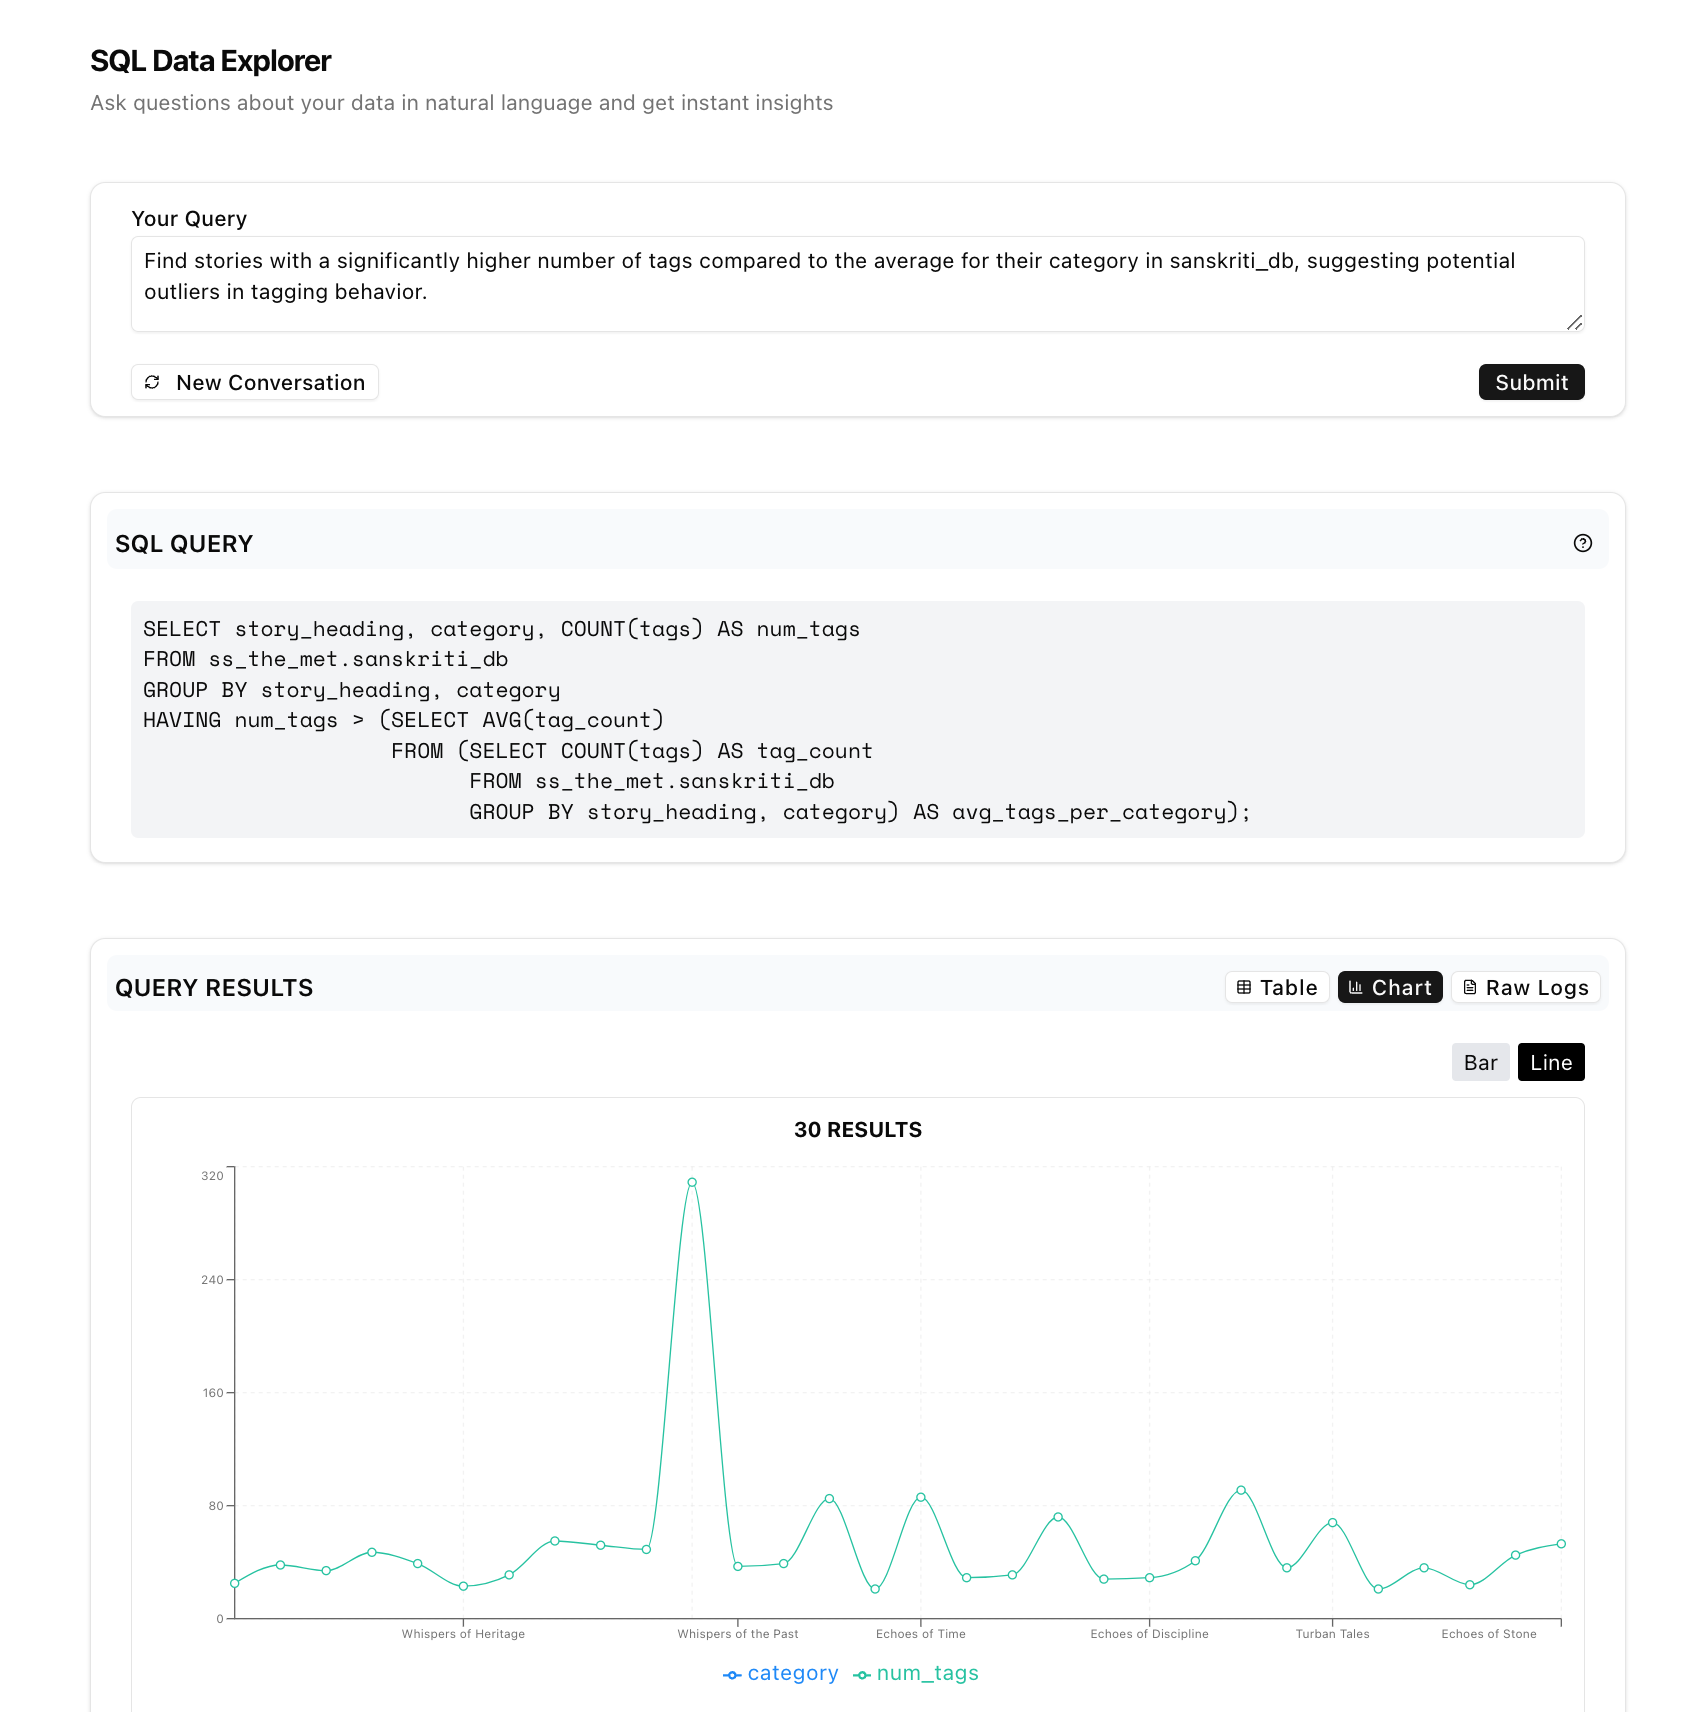 SQL Data Explorer
Ask questions about your data in natural language and get instant insights
Your Query
Find stories with a significantly higher number of tags compared to the average for their category in sanskriti_db, suggesting potential
outliers in tagging behavior.
New Conversation
Submit
SQL QUERY
SELECT story_heading, category, COUNT(tags) AS num_tags
FROM ss_the_met.sanskriti_db
GROUP BY story_heading, category
HAVING num_tags > (SELECT AVG(tag_count)
FROM (SELECT COUNT(tags) AS tag_count
FROM ss_the_met.sanskriti_db
GROUP BY story_heading, category) AS avg_tags_per_category);
QUERY RESULTS
Table
Chart
Raw Logs
Bar
Line
30 RESULTS
320
240
160
80
0
Whispers of Heritage
Whispers of the Past
Echoes of Time
Echoes of Discipline
Turban Tales
Echoes of Stone
category
num_tags